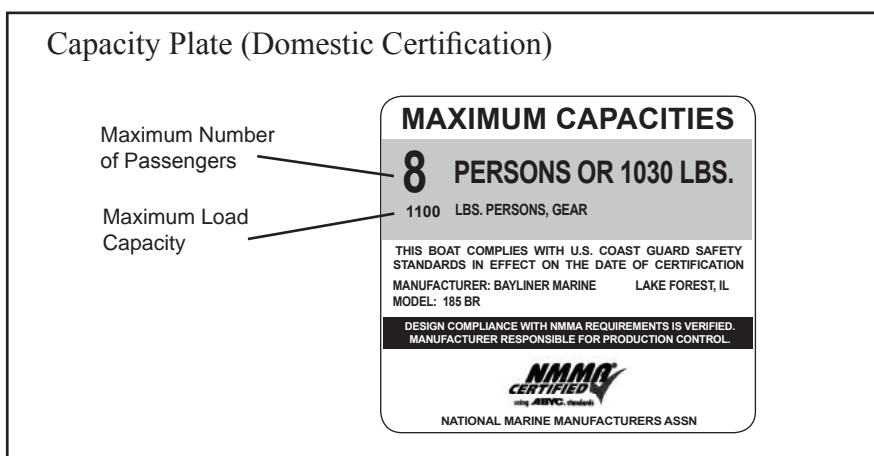 Capacity Plate (Domestic Certification)
Maximum Number
of Passengers
Maximum Load
Capacity
MAXIMUM CAPACITIES
8 PERSONS OR 1030 LBS.
1100 LBS. PERSONS, GEAR
THIS BOAT COMPLIES WITH U.S. COAST GUARD SAFETY
STANDARDS IN EFFECT ON THE DATE OF CERTIFICATION
MANUFACTURER: BAYLINER MARINE LAKE FOREST, IL
MODEL: 185 BR
DESIGN COMPLIANCE WITH NMMA REQUIREMENTS IS VERIFIED.
MANUFACTURER RESPONSIBLE FOR PRODUCTION CONTROL.
NMMA®
CERTIFIED
using ABYC. standards
NATIONAL MARINE MANUFACTURERS ASSN